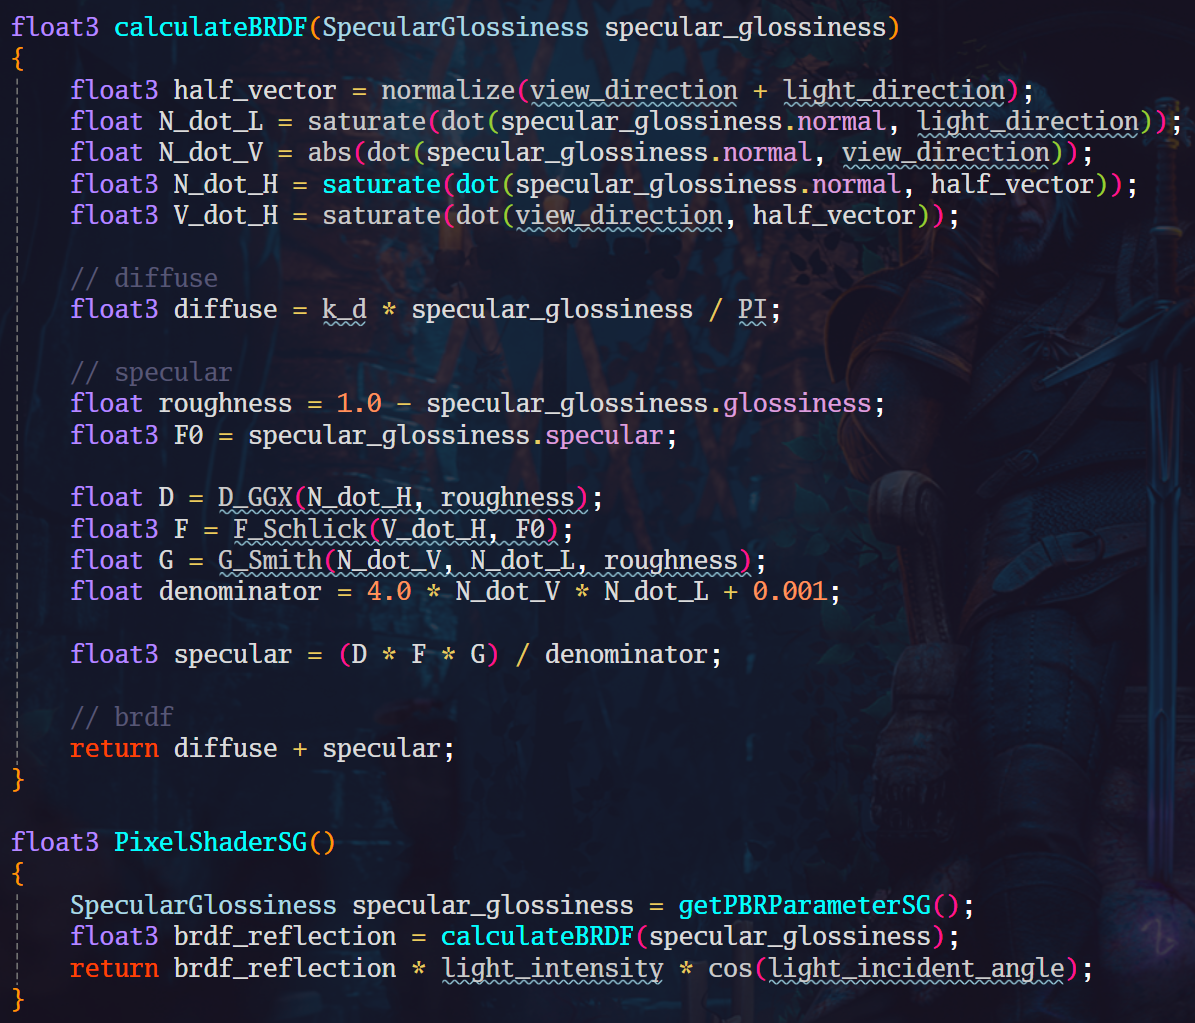 float3 calculateBRDF(SpecularGlossiness specular_glossiness)
{
    float3 half_vector = normalize(view_direction + light_direction);
    float N_dot_L = saturate(dot(specular_glossiness.normal, light_direction));
    float N_dot_V = abs(dot(specular_glossiness.normal, view_direction));
    float3 N_dot_H = saturate(dot(specular_glossiness.normal, half_vector));
    float3 V_dot_H = saturate(dot(view_direction, half_vector));

    // diffuse
    float3 diffuse = k_d * specular_glossiness / PI;

    // specular
    float roughness = 1.0 - specular_glossiness.glossiness;
    float3 F0 = specular_glossiness.specular;

    float D = D_GGX(N_dot_H, roughness);
    float3 F = F_Schlick(V_dot_H, F0);
    float G = G_Smith(N_dot_V, N_dot_L, roughness);
    float denominator = 4.0 * N_dot_V * N_dot_L + 0.001;

    float3 specular = (D * F * G) / denominator;

    // brdf
    return diffuse + specular;
}

float3 PixelShaderSG()
{
    SpecularGlossiness specular_glossiness = getPBRParameterSG();
    float3 brdf_reflection = calculateBRDF(specular_glossiness);
    return brdf_reflection * light_intensity * cos(light_incident_angle);
}